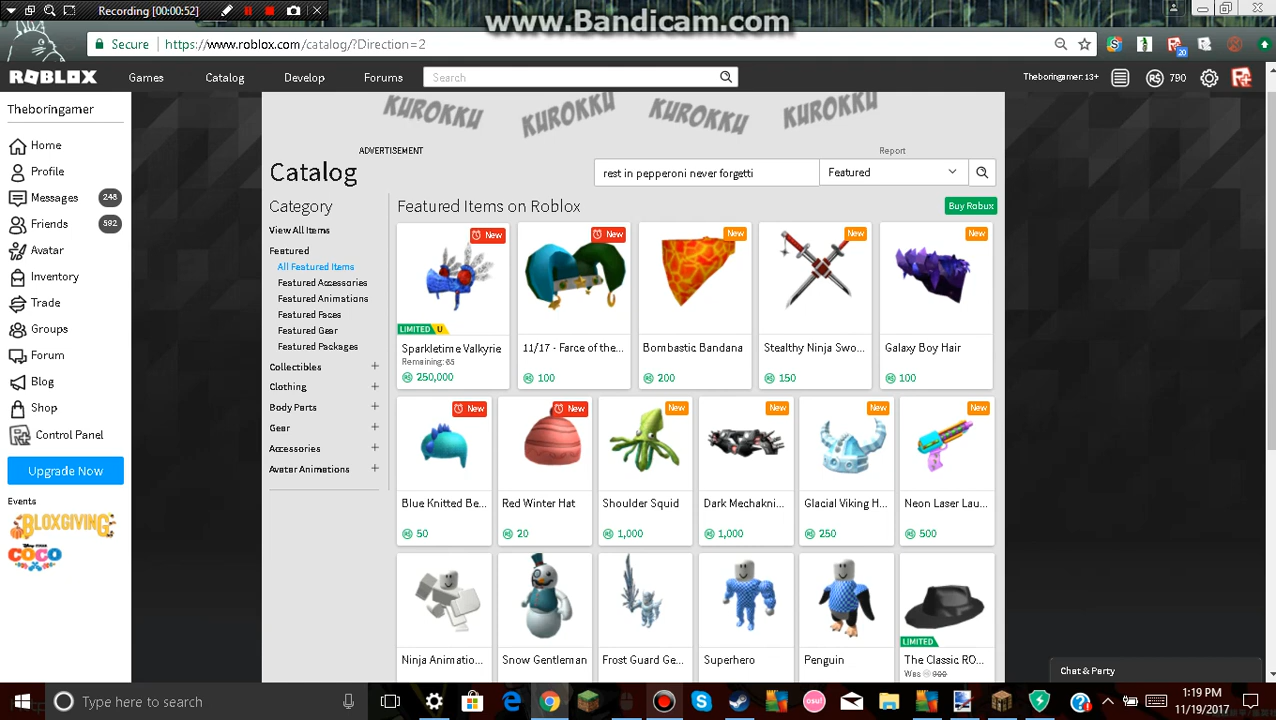 www.Bandicam.com
Recording [00:00:52]
Secure https://www.roblox.com/catalog/?Direction=2
20
ROBLOX Games Catalog Develop Forums Search Theboringamer: 13+ 790
Theboringamer
Home
Profile
Messages 243
Friends 592
Avatar
Inventory
Trade
Groups
Forum
Blog
Shop
Control Panel
Upgrade Now
Events
BLOXGIVING
COCO
KUROKKU KUROKKU KUROKKU KUROKKU
ADVERTISEMENT Report
Catalog rest in pepperoni never forgetti Featured
Category
View All Items
Featured
All Featured Items
Featured Accessories
Featured Animations
Featured Faces
Featured Gear
Featured Packages
Collectibles +
Clothing +
Body Parts +
Gear +
Accessories +
Avatar Animations +
Featured Items on Roblox Buy Robux
New New New New New
LIMITED U
Sparkletime Valkyrie 11/17 - Farce of the... Bombastic Bandana Stealthy Ninja Swo... Galaxy Boy Hair
Remaining: 65
250,000 100 200 150 100
New New New New New New
Blue Knitted Be... Red Winter Hat Shoulder Squid Dark Mechakni... Glacial Viking H... Neon Laser Lau...
50 20 1,000 1,000 250 500
LIMITED
Ninja Animatio... Snow Gentleman Frost Guard Ge... Superhero Penguin The Classic RO...
Was 900
Chat & Party
Type here to search
osu!
1:19 PM
11/19/2017